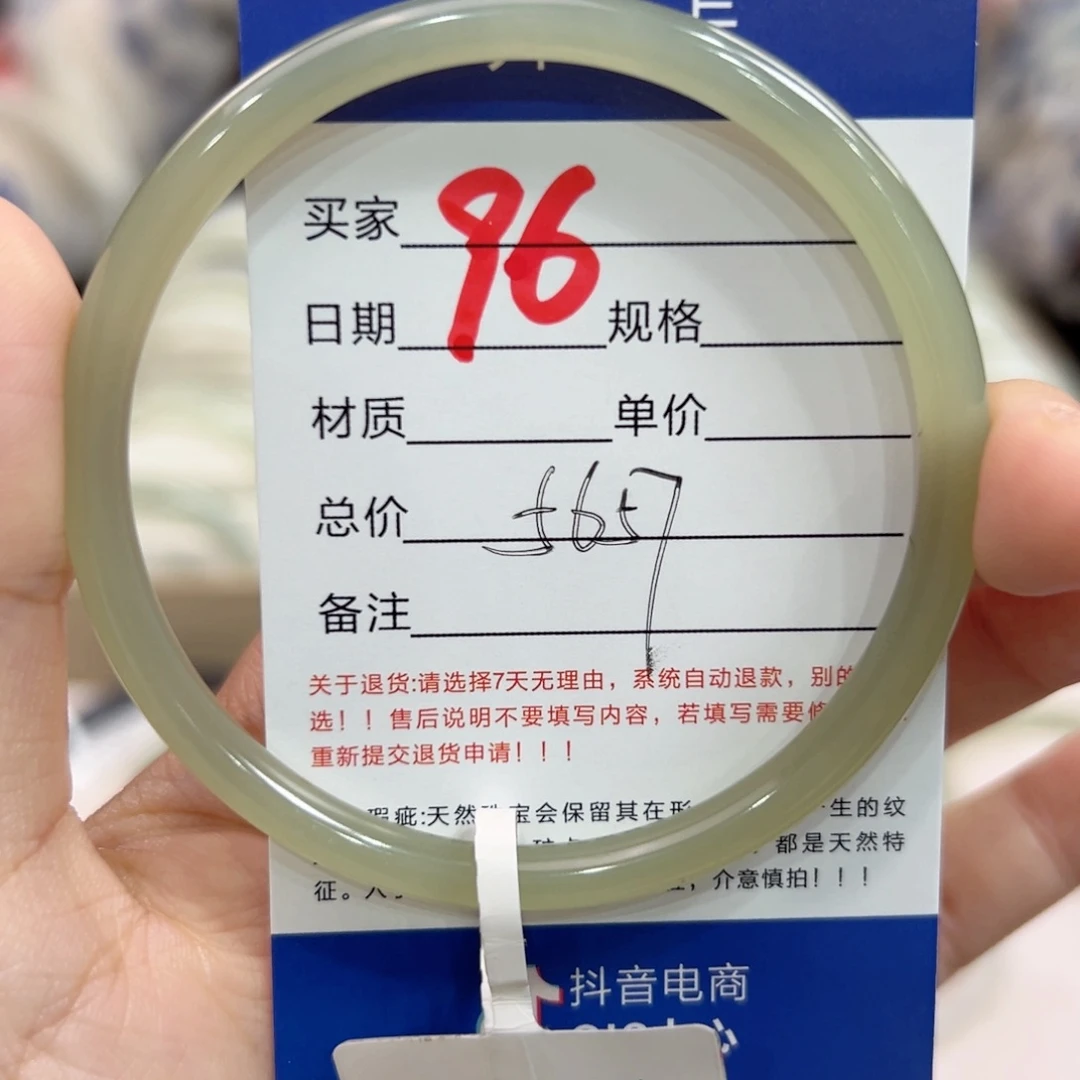 买家 96
日期 规格
材质 单价
总价
备注
关于退货:请选择7天无理由，系统自动退款，别的
选！！售后说明不要填写内容，若填写需要
重新提交退货申请！！！
瑕疵:天然 宝会保留其在形 生的纹
都是天然特
征。 ，介意慎拍！！！
抖音电商